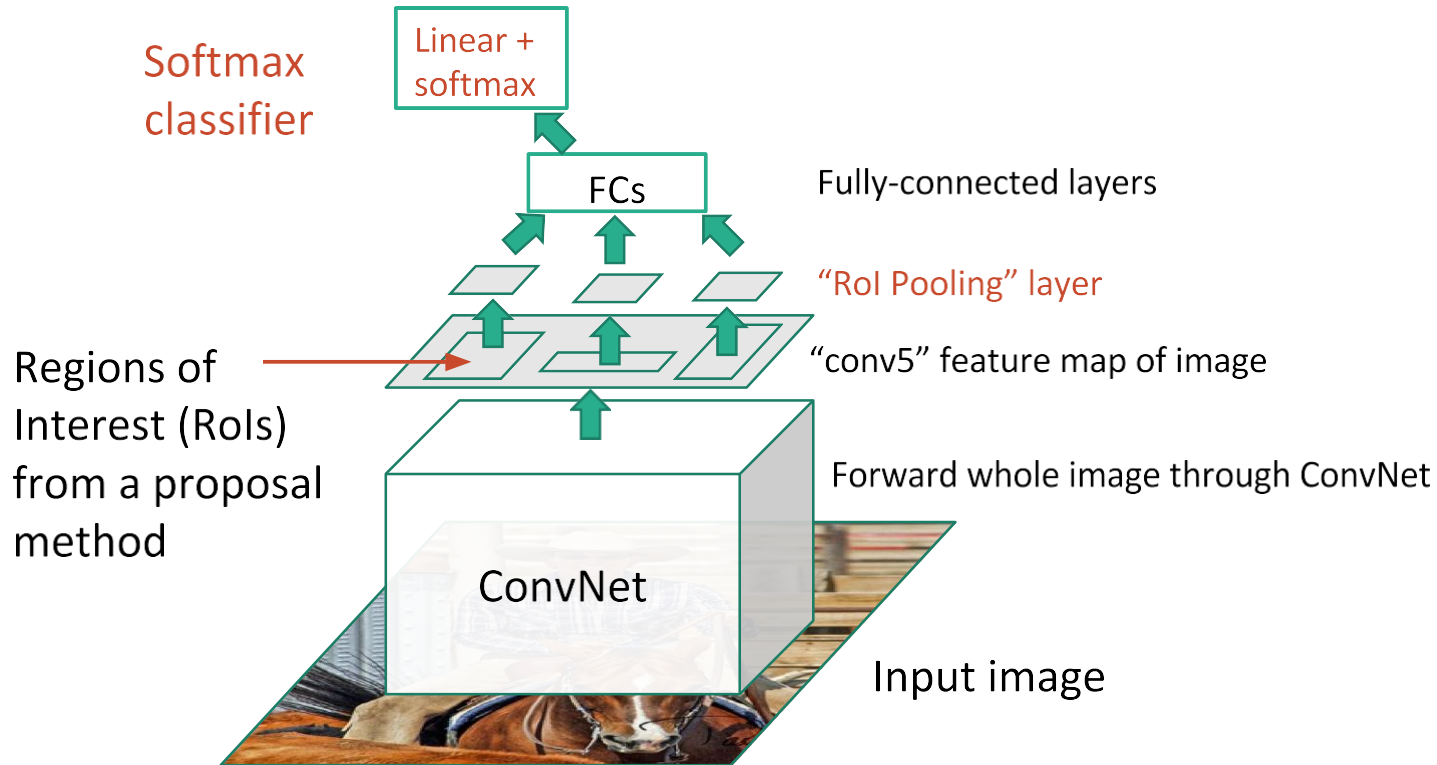 Softmax
classifier
Linear +
softmax
FCs
Fully-connected layers
“RoI Pooling” layer
Regions of
Interest (RoIs)
from a proposal
method
“conv5” feature map of image
Forward whole image through ConvNet
ConvNet
Input image